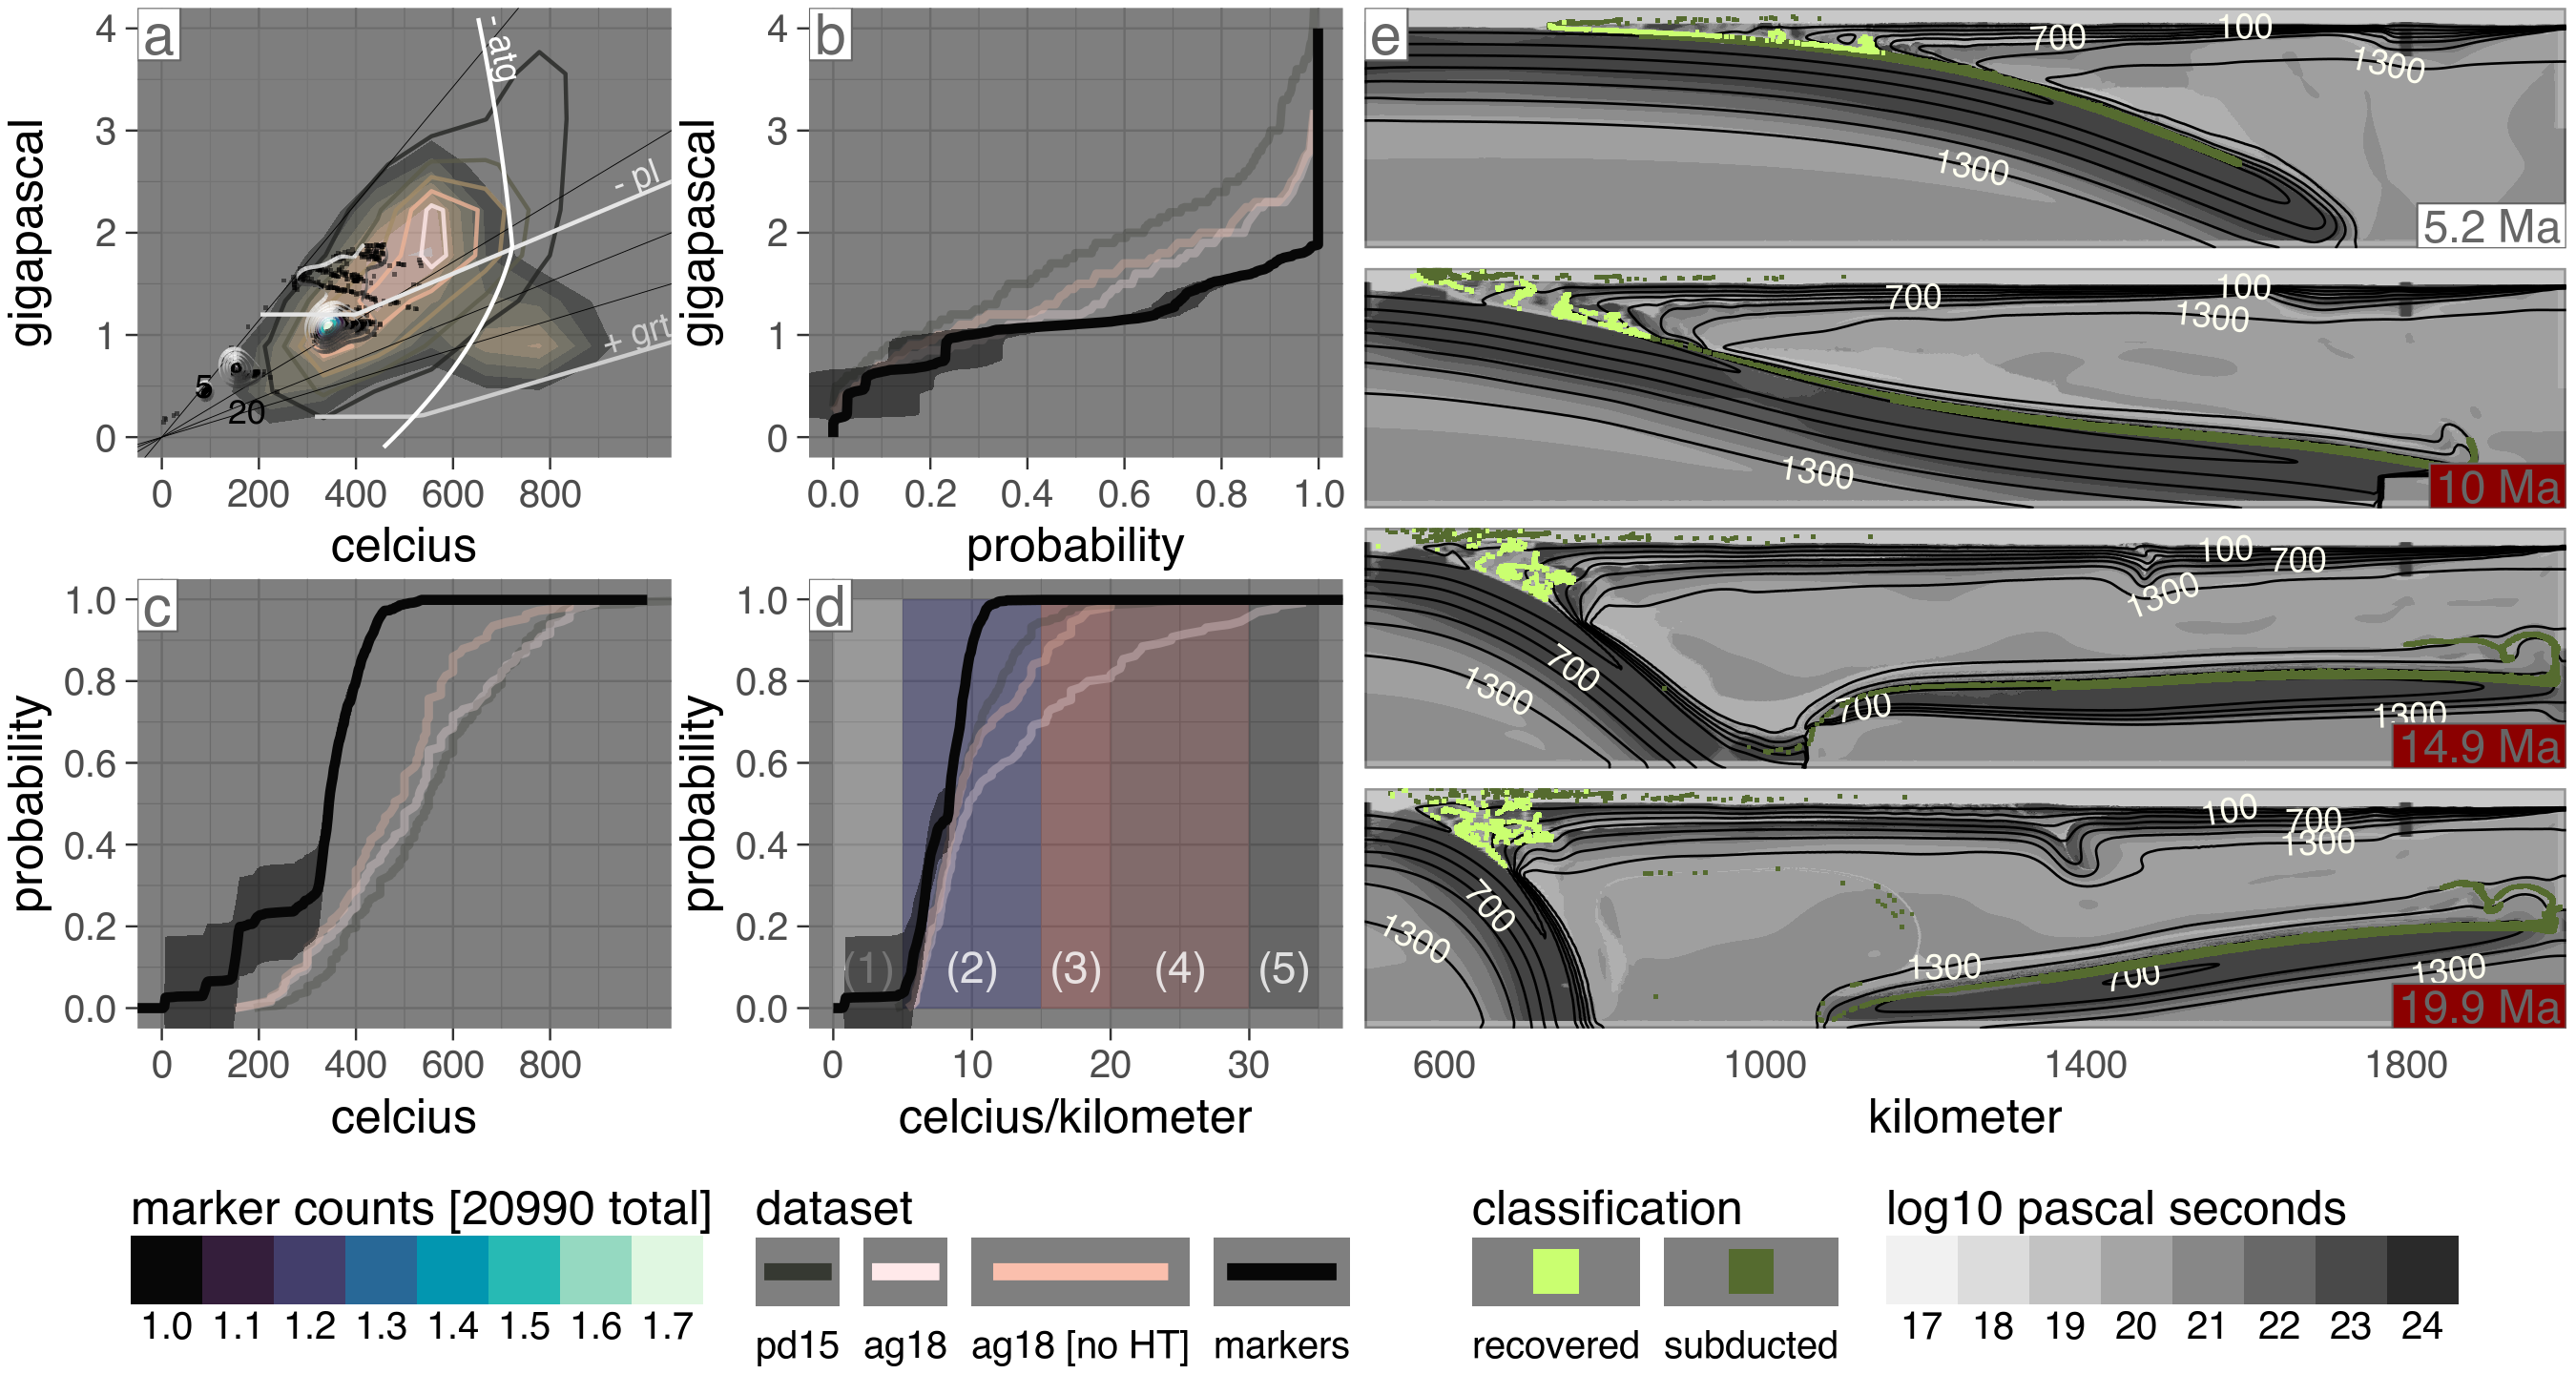 a
4
3
2
1
0
gigapascal
- atg
- pl
+ grt
5
20
0 200 400 600 800
celcius
b
4
3
2
1
0
gigapascal
0.0 0.2 0.4 0.6 0.8 1.0
probability
c
1.0
0.8
0.6
0.4
0.2
0.0
probability
0 200 400 600 800
celcius
d
1.0
0.8
0.6
0.4
0.2
0.0
probability
(1) (2) (3) (4) (5)
0 10 20 30
celcius/kilometer
e
700 100 1300
1300
5.2 Ma
700 100 1300
1300
10 Ma
100 700 1300
700 1300
700 1300
14.9 Ma
100 700 1300
700 1300
1300 700 1300
19.9 Ma
600 1000 1400 1800
kilometer
marker counts [20990 total]
1.0 1.1 1.2 1.3 1.4 1.5 1.6 1.7
dataset
pd15 ag18 ag18 [no HT] markers
classification
recovered subducted
log10 pascal seconds
17 18 19 20 21 22 23 24